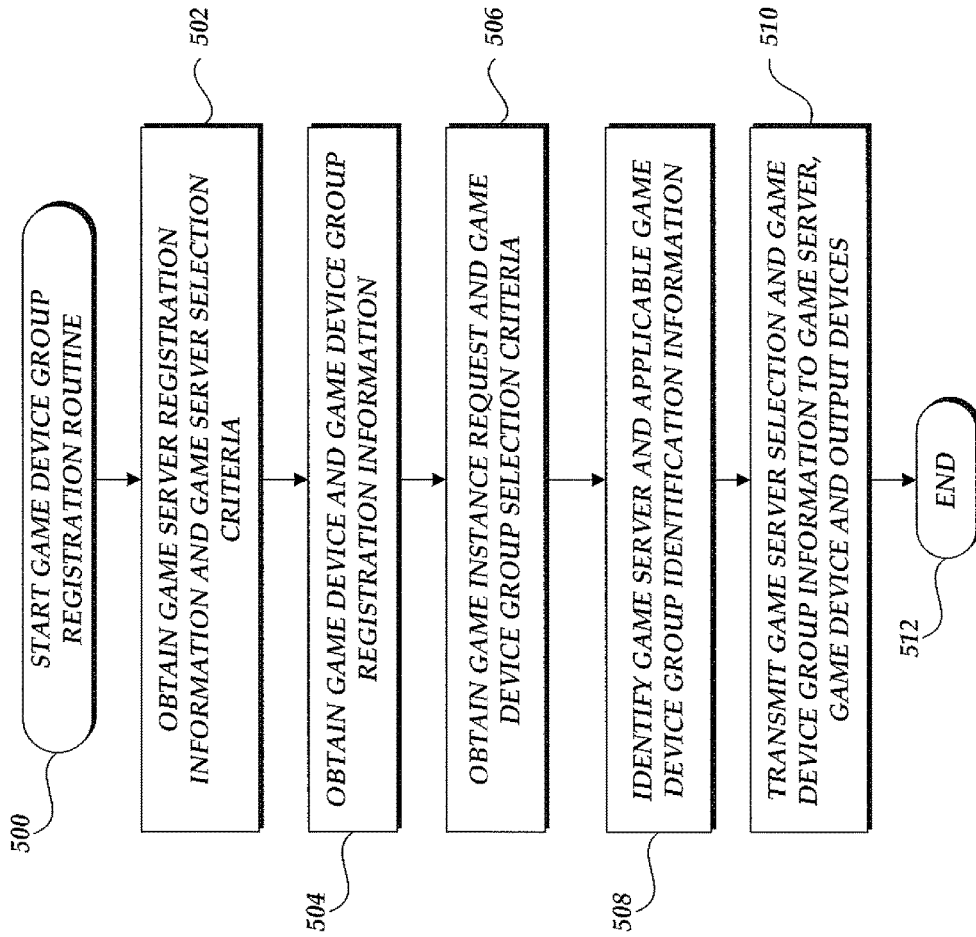 START GAME DEVICE GROUP
REGISTRATION ROUTINE
500
OBTAIN GAME SERVER REGISTRATION
INFORMATION AND GAME SERVER SELECTION
CRITERIA
502
OBTAIN GAME DEVICE AND GAME DEVICE GROUP
REGISTRATION INFORMATION
504
OBTAIN GAME INSTANCE REQUEST AND GAME
DEVICE GROUP SELECTION CRITERIA
506
IDENTIFY GAME SERVER AND APPLICABLE GAME
DEVICE GROUP IDENTIFICATION INFORMATION
508
TRANSMIT GAME SERVER SELECTION AND GAME
DEVICE GROUP INFORMATION TO GAME SERVER,
GAME DEVICE AND OUTPUT DEVICES
510
END
512